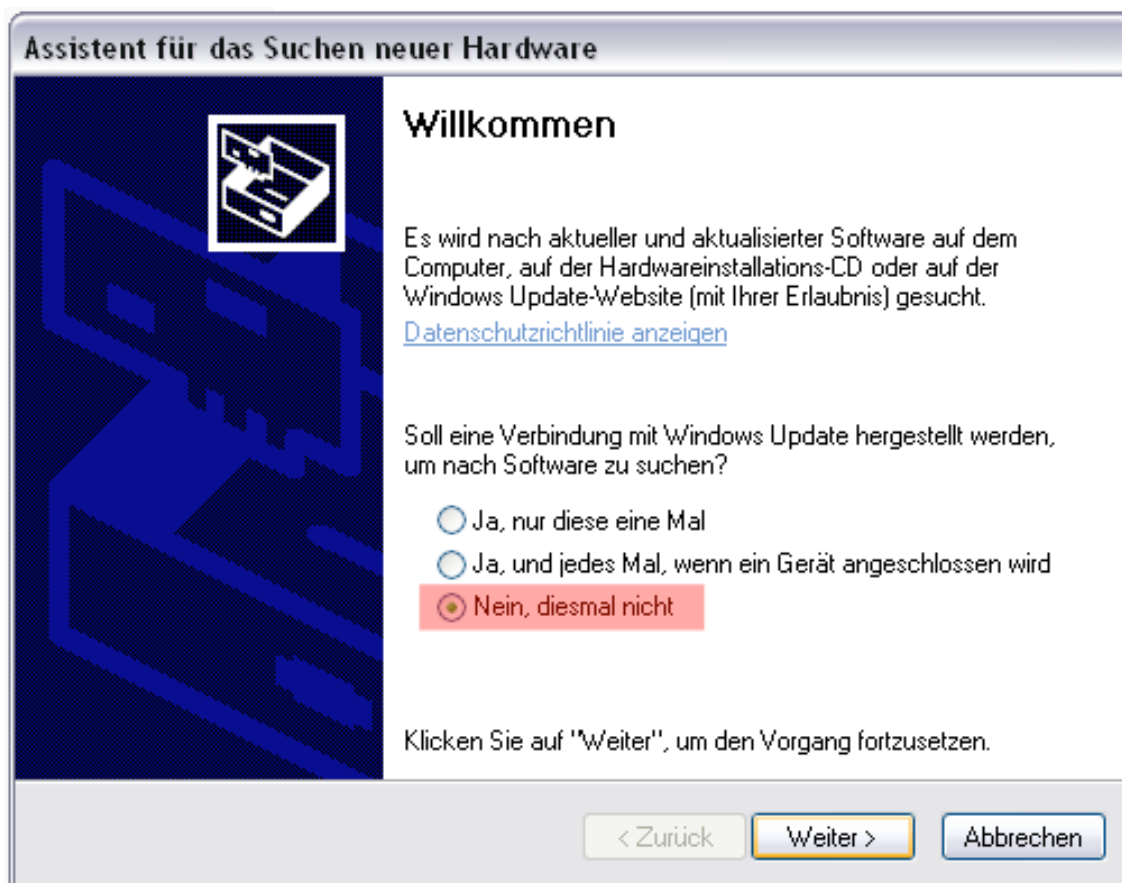 Assistent für das Suchen neuer Hardware
Willkommen
Es wird nach aktueller und aktualisierter Software auf dem
Computer, auf der Hardwareinstallations-CD oder auf der
Windows Update-Website (mit Ihrer Erlaubnis) gesucht.
Datenschutzrichtlinie anzeigen
Soll eine Verbindung mit Windows Update hergestellt werden,
um nach Software zu suchen?
Ja, nur diese eine Mal
Ja, und jedes Mal, wenn ein Gerät angeschlossen wird
Nein, diesmal nicht
Klicken Sie auf "Weiter", um den Vorgang fortzusetzen.
< Zurück Weiter > Abbrechen